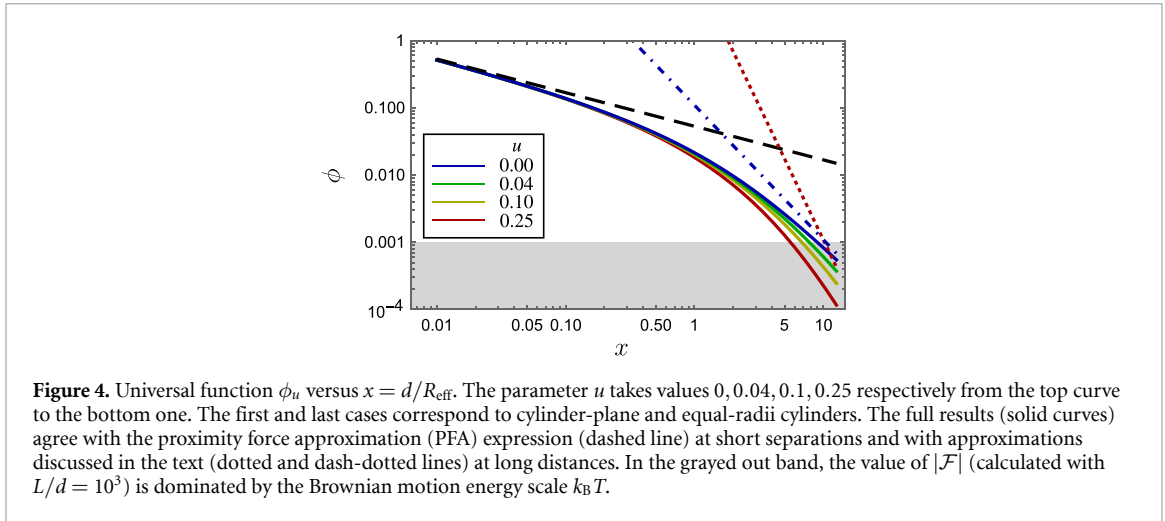 1
0.100
0.010
0.001
10⁻⁴
ϕ
u
0.00
0.04
0.10
0.25
0.01 0.05 0.10 0.50 1 5 10
x
Figure 4. Universal function ϕᵤ versus x = d/R_eff. The parameter u takes values 0, 0.04, 0.1, 0.25 respectively from the top curve
to the bottom one. The first and last cases correspond to cylinder-plane and equal-radii cylinders. The full results (solid curves)
agree with the proximity force approximation (PFA) expression (dashed line) at short separations and with approximations
discussed in the text (dotted and dash-dotted lines) at long distances. In the grayed out band, the value of |ℱ| (calculated with
L/d = 10³) is dominated by the Brownian motion energy scale k_BT.